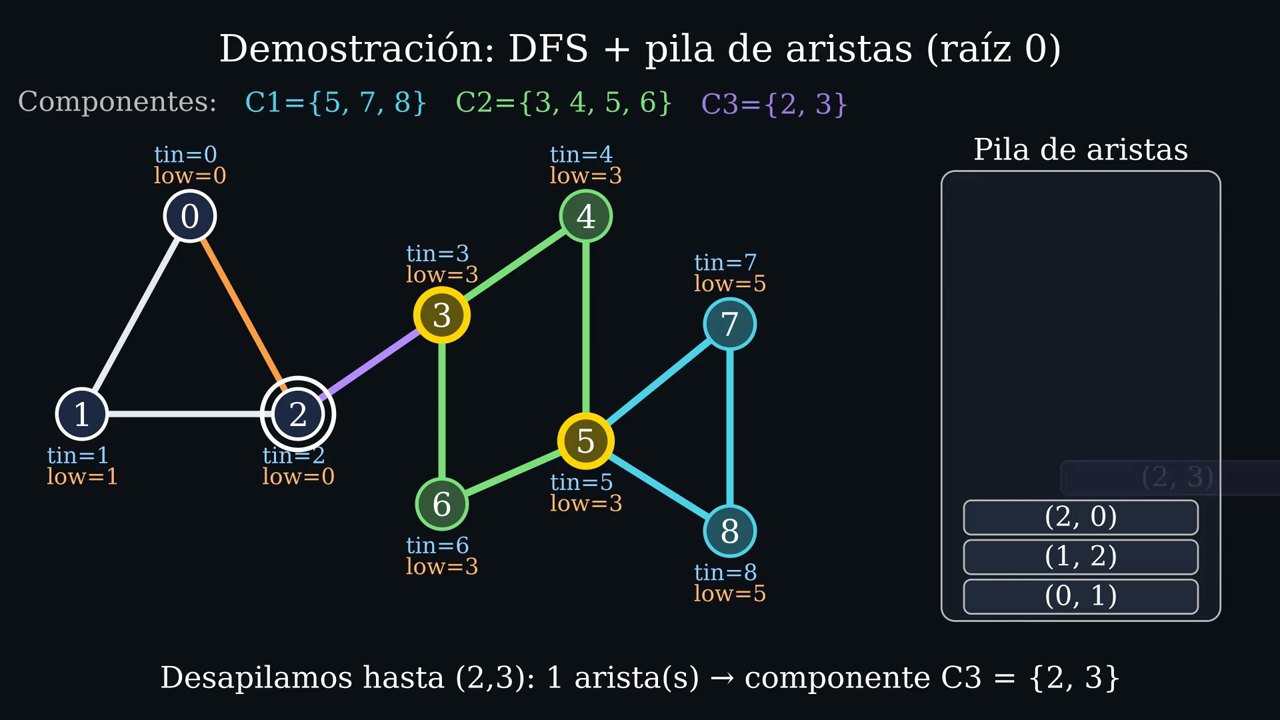 Demostración: DFS + pila de aristas (raíz 0)
Componentes: C1={5, 7, 8} C2={3, 4, 5, 6} C3={2, 3}
Pila de aristas
tin=0
low=0
0
tin=4
low=3
4
tin=3
low=3
3
tin=7
low=5
7
1
tin=1
low=1
2
tin=2
low=0
5
tin=5
low=3
6
tin=6
low=3
8
tin=8
low=5
(2, 3)
(2, 0)
(1, 2)
(0, 1)
Desapilamos hasta (2,3): 1 arista(s) → componente C3 = {2, 3}